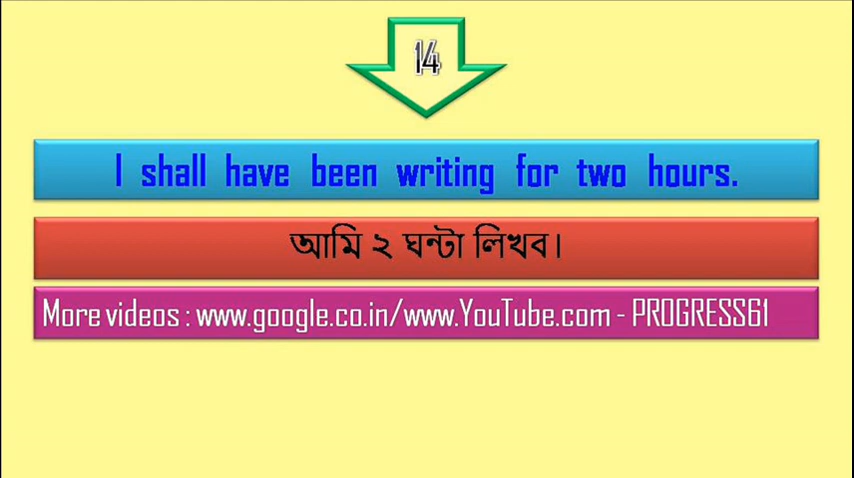 14
I shall have been writing for two hours.
আমি ২ ঘন্টা লিখব।
More videos : www.google.co.in/www.YouTube.com - PROGRESS61